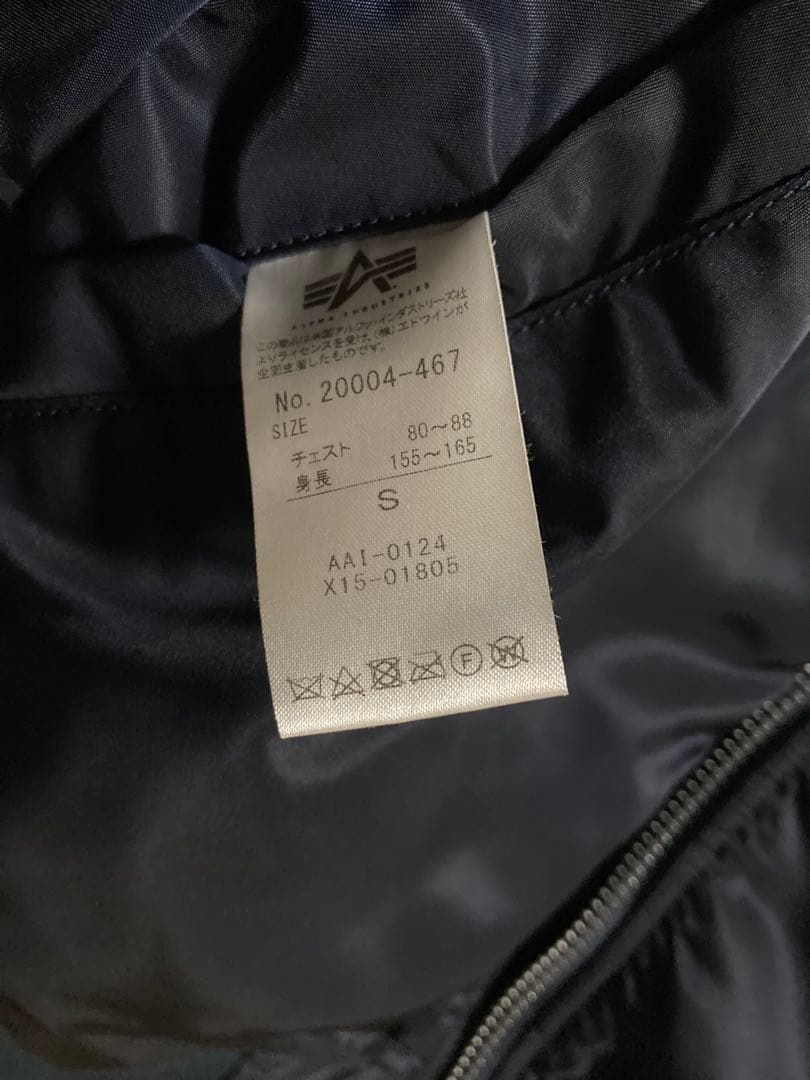 ALPHA INDUSTRIES
この商品は米国アルファ・インダストリーズ社
よりライセンスを受け、(株)エドウインが
企画生産したものです。
No. 20004-467
SIZE
チェスト 80～88
身長 155～165
S
AAI-0124
X15-01805
F W